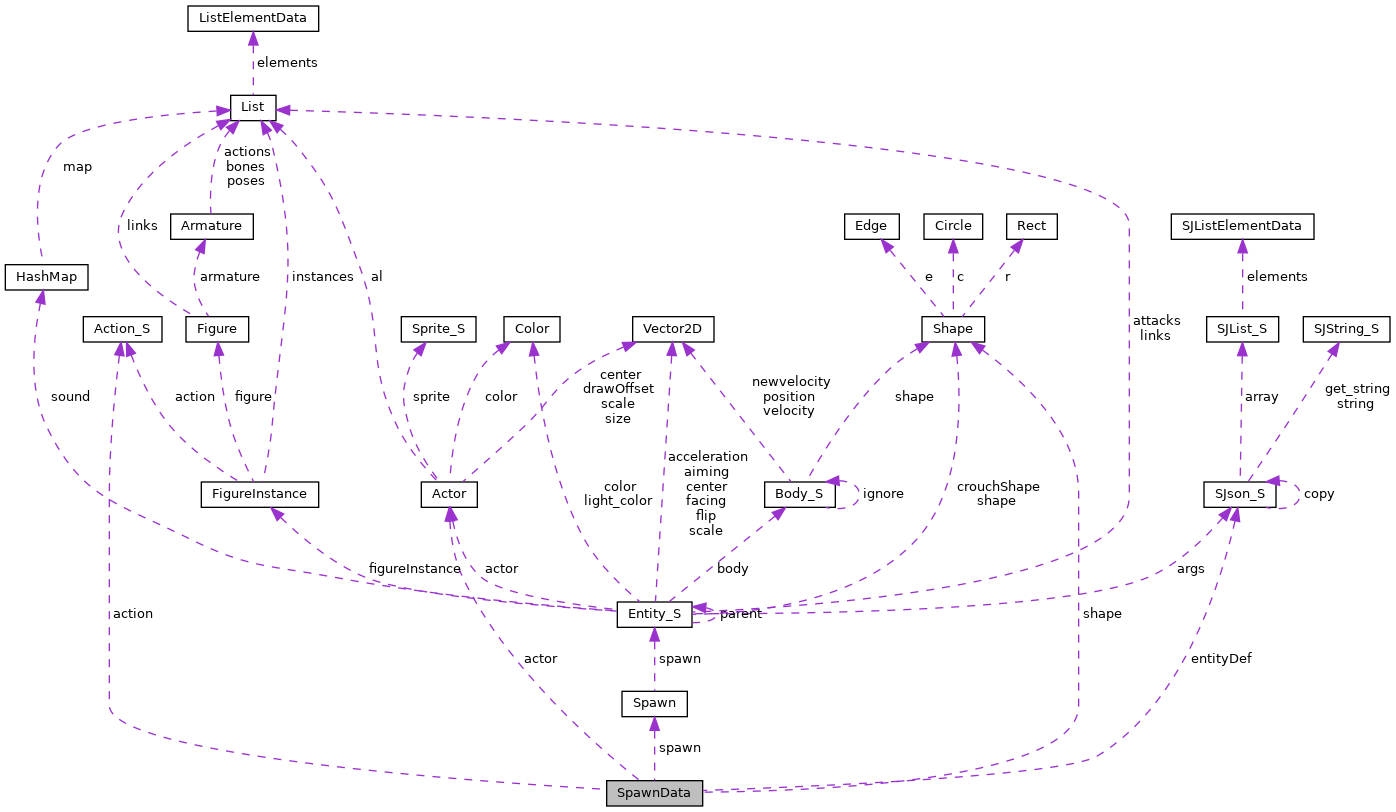 ListElementData
elements
List
map
actions
bones
poses
links
Armature
Edge
Circle
Rect
SJListElementData
HashMap
armature
instances
al
e
c
r
elements
Action_S
Figure
Sprite_S
Color
Vector2D
Shape
SJList_S
SJString_S
attacks
links
sound
action
figure
sprite
color
center
drawOffset
scale
size
newvelocity
position
velocity
shape
array
get_string
string
FigureInstance
Actor
color
light_color
acceleration
aiming
center
facing
flip
scale
Body_S
ignore
crouchShape
shape
SJson_S
copy
figureInstance
actor
body
args
action
Entity_S
parent
shape
actor
spawn
entityDef
Spawn
spawn
SpawnData